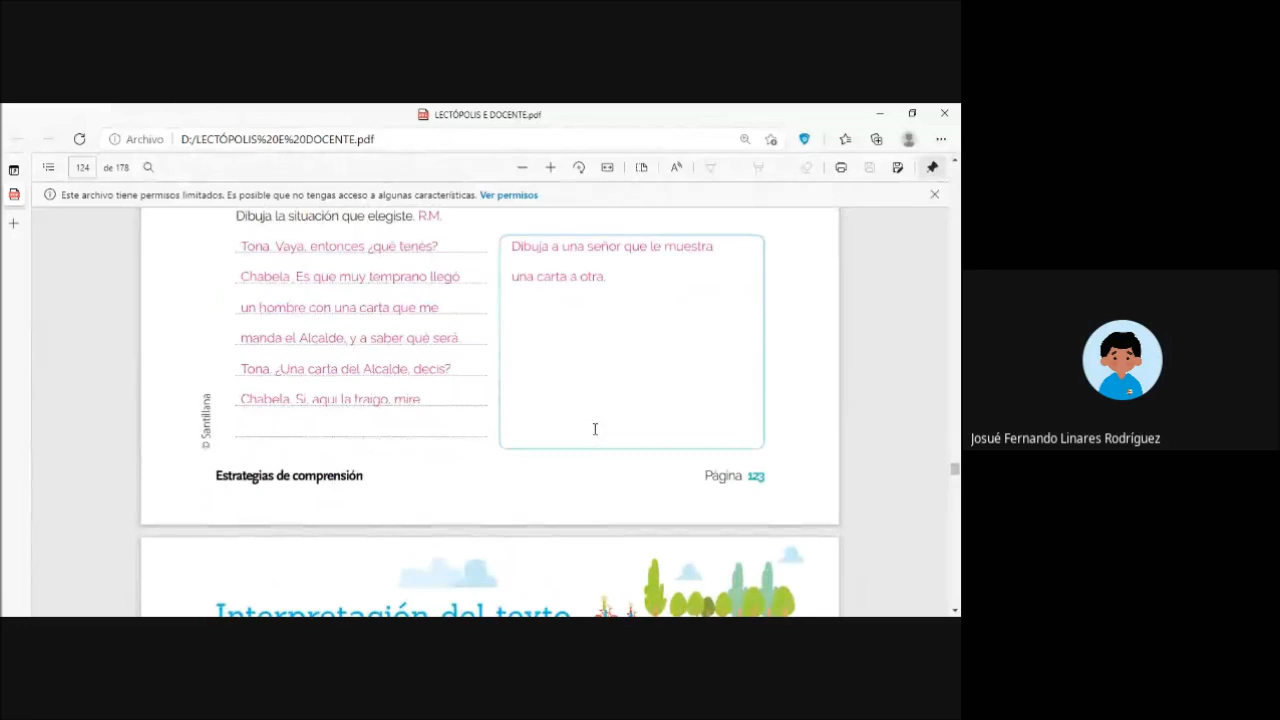 LECTÓPOLIS E DOCENTE.pdf
Archivo D:/LECTÓPOLIS%20E%20DOCENTE.pdf
124 de 178
Este archivo tiene permisos limitados. Es posible que no tengas acceso a algunas características. Ver permisos
Dibuja la situación que elegiste. R.M.
Tona. Vaya, entonces ¿qué tenés?
Chabela. Es que muy temprano llegó
un hombre con una carta que me
manda el Alcalde, y a saber qué será.
Tona. ¿Una carta del Alcalde, decís?
Chabela. Sí, aquí la traigo, mire
Dibuja a una señor que le muestra
una carta a otra.
© Santillana
Estrategias de comprensión
Página 123
Interpretación del texto
Josué Fernando Linares Rodríguez